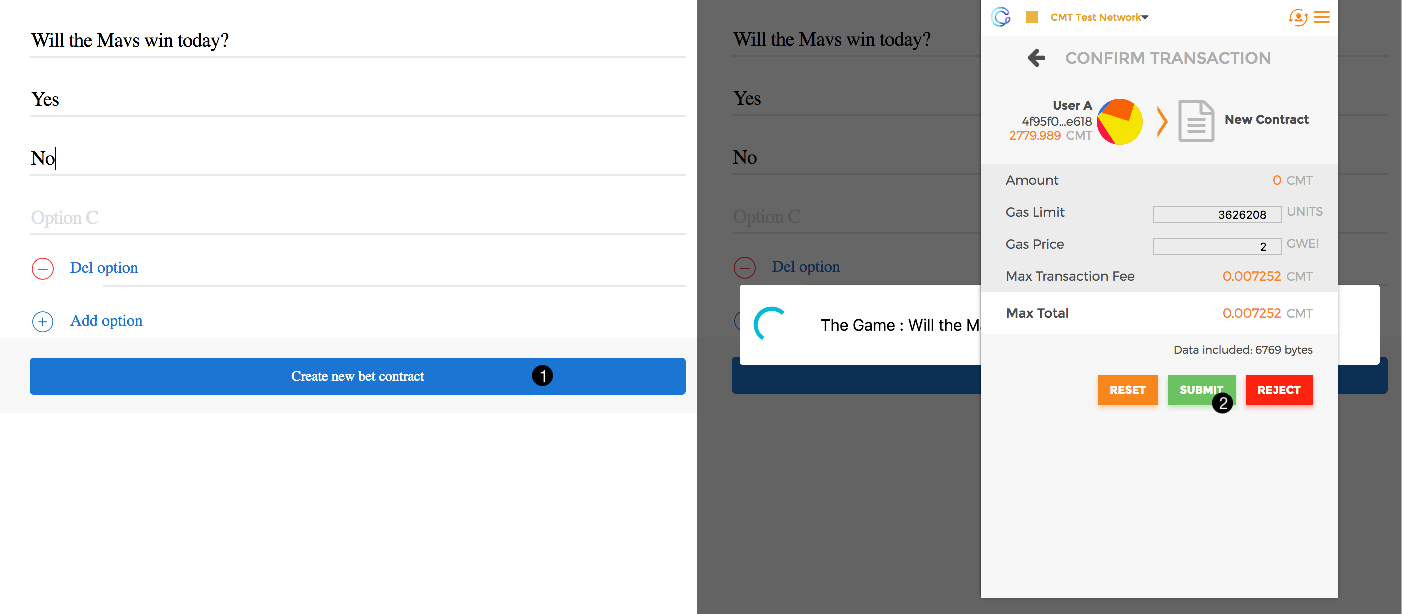 Will the Mavs win today?
Yes
No
Option C
Del option
Add option
Create new bet contract
1
Will the Mavs win today?
Yes
No
Option C
Del option
The Game : Will the M
CMT Test Network
CONFIRM TRANSACTION
User A
4f95f0...e618
2779.989 CMT
New Contract
Amount 0 CMT
Gas Limit 3626208 UNITS
Gas Price 2 GWEI
Max Transaction Fee 0.007252 CMT
Max Total 0.007252 CMT
Data included: 6769 bytes
RESET SUBMIT REJECT
2